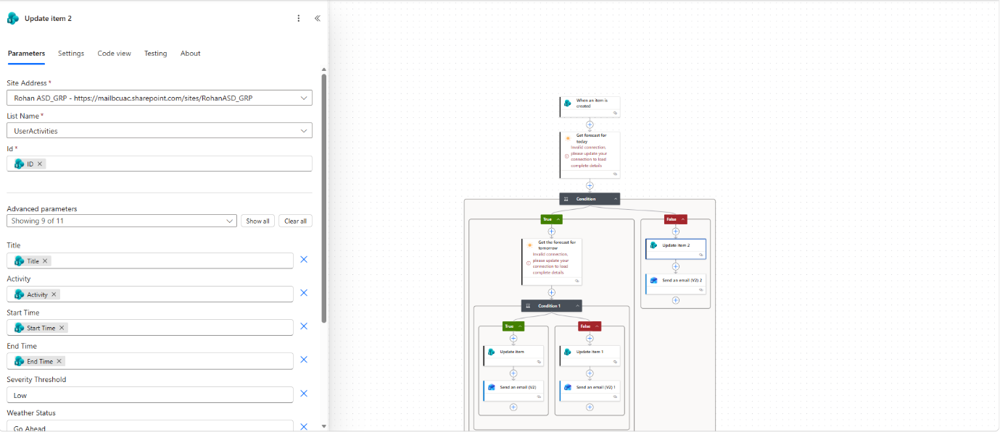 Update item 2
Parameters
Settings
Code view
Testing
About
Site Address *
Rohan ASD_GRP - https://mailbcuac.sharepoint.com/sites/RohanASD_GRP
List Name *
UserActivities
Id *
ID
Advanced parameters
Showing 9 of 11
Show all
Clear all
Title
Title
Activity
Activity
Start Time
Start Time
End Time
End Time
Severity Threshold
Low
Weather Status
Go Ahead
When an item is
created
Get forecast for
today
Invalid connection,
please update your
connection to load
complete details
Condition
True
Get the forecast for
tomorrow
Invalid connection,
please update your
connection to load
complete details
Condition 1
True
Update item
Send an email (V2)
False
Update item 1
Send an email (V2) 1
False
Update item 2
Send an email (V2) 2